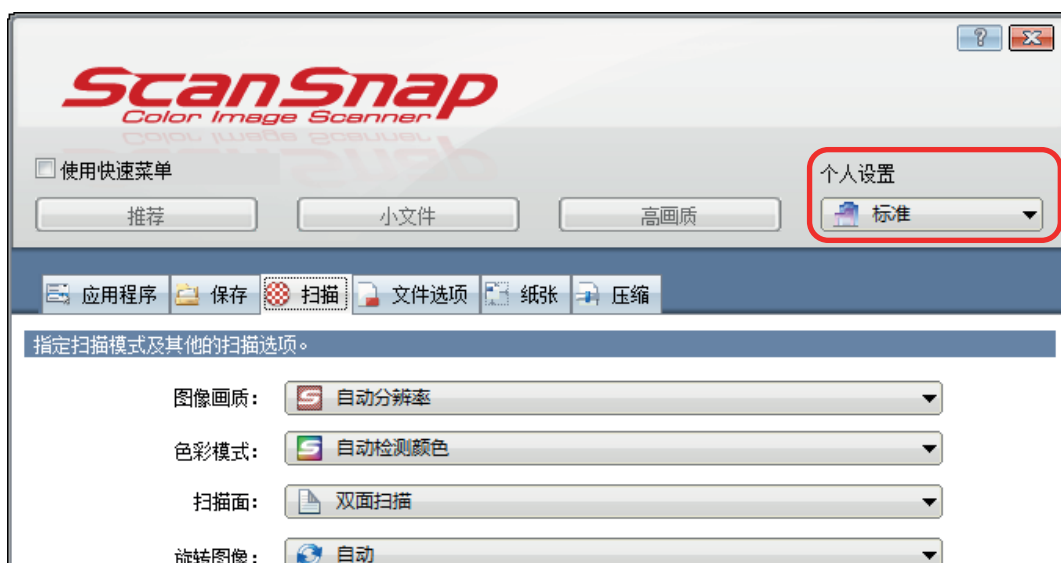 ScanSnap
Color Image Scanner
使用快速菜单
个人设置
推荐 小文件 高画质 标准
应用程序 保存 扫描 文件选项 纸张 压缩
指定扫描模式及其他的扫描选项。
图像画质： 自动分辨率
色彩模式： 自动检测颜色
扫描面： 双面扫描
旋转图像： 自动